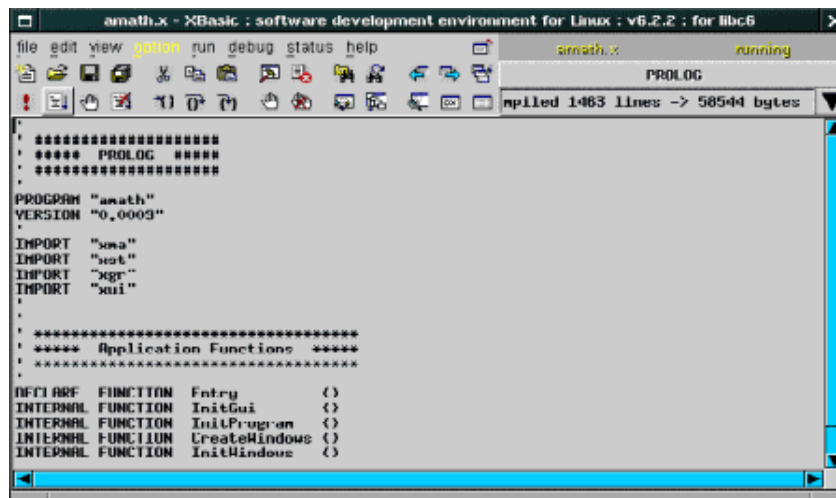 amath.x - XBasic : software development environment for Linux : v6.2.2 : for libc6
file edit view option run debug status help
amath.x running
PROLOG
mpiled 1463 lines -> 58544 bytes
'
' ####################
' ##### PROLOG #####
' ####################
'
PROGRAM "amath"
VERSION "0.0003"
'
IMPORT "xma"
IMPORT "xst"
IMPORT "xgr"
IMPORT "xui"
'
'
' ***********************************
' ***** Application Functions *****
' ***********************************
'
DECLARE FUNCTION Entry ()
INTERNAL FUNCTION InitGui ()
INTERNAL FUNCTION InitProgram ()
INTERNAL FUNCTION CreateWindows ()
INTERNAL FUNCTION InitWindows ()